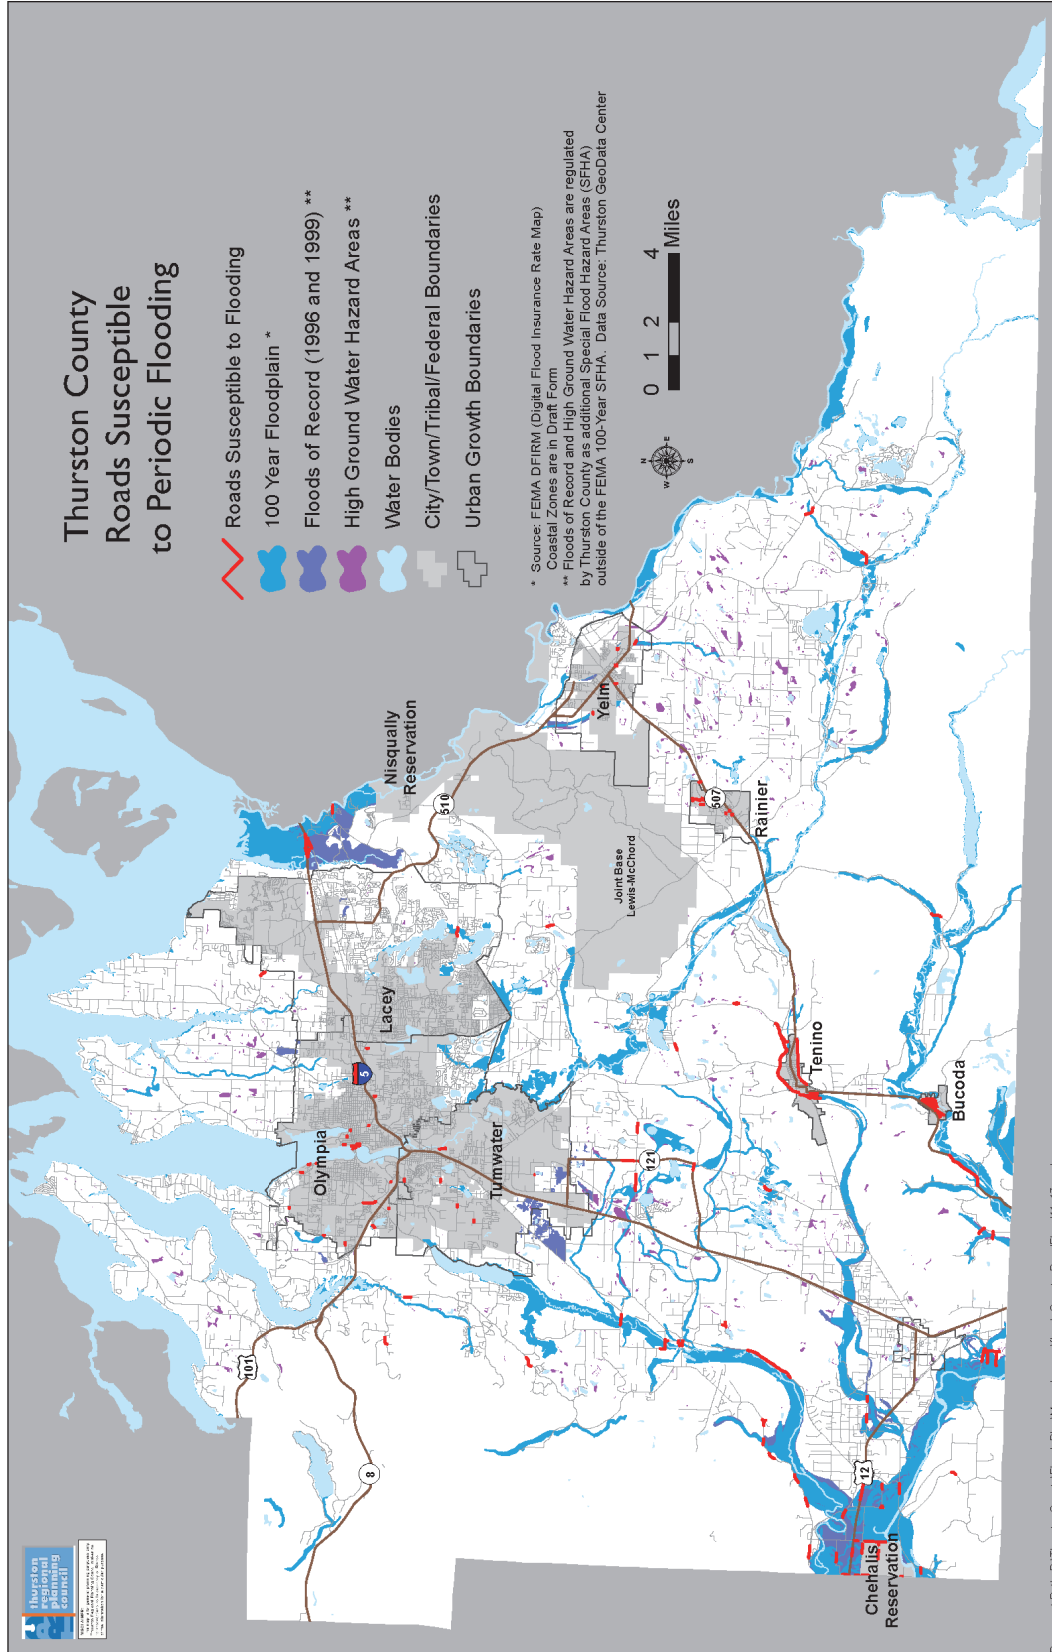 Thurston County
Roads Susceptible
to Periodic Flooding
Roads Susceptible to Flooding
100 Year Floodplain *
Floods of Record (1996 and 1999) **
High Ground Water Hazard Areas **
Water Bodies
City/Town/Tribal/Federal Boundaries
Urban Growth Boundaries
* Source: FEMA DFIRM (Digital Flood Insurance Rate Map)
Coastal Zones are in Draft Form
** Floods of Record and High Ground Water Hazard Areas are regulated
by Thurston County as additional Special Flood Hazard Areas (SFHA)
outside of the FEMA 100-Year SFHA. Data Source: Thurston GeoData Center
N
W
E
S
0 1 2 4
Miles
thurston
regional
planning
council
101
8
Olympia
5
Lacey
Nisqually
Reservation
510
Tumwater
121
Yelm
Joint Base
Lewis-McChord
507
Rainier
Tenino
Bucoda
12
Chehalis
Reservation